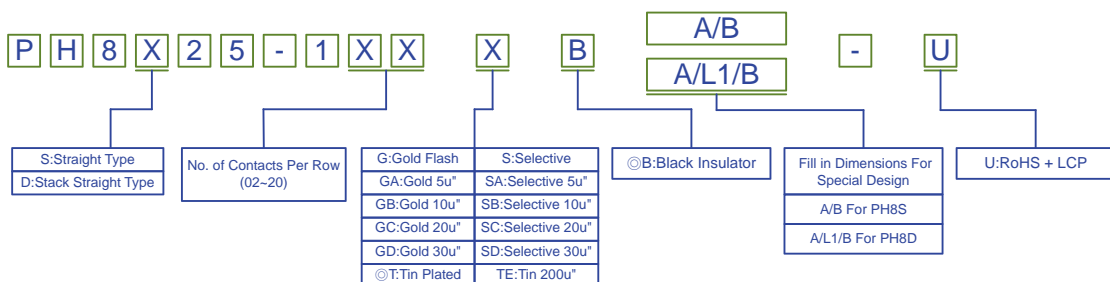 P H 8 X 2 5 - 1 X X X B A/B - U
A/L1/B
S:Straight Type
D:Stack Straight Type
No. of Contacts Per Row
(02~20)
G:Gold Flash S:Selective
GA:Gold 5u" SA:Selective 5u"
GB:Gold 10u" SB:Selective 10u"
GC:Gold 20u" SC:Selective 20u"
GD:Gold 30u" SD:Selective 30u"
◎T:Tin Plated TE:Tin 200u"
◎B:Black Insulator
Fill in Dimensions For
Special Design
A/B For PH8S
A/L1/B For PH8D
U:RoHS + LCP